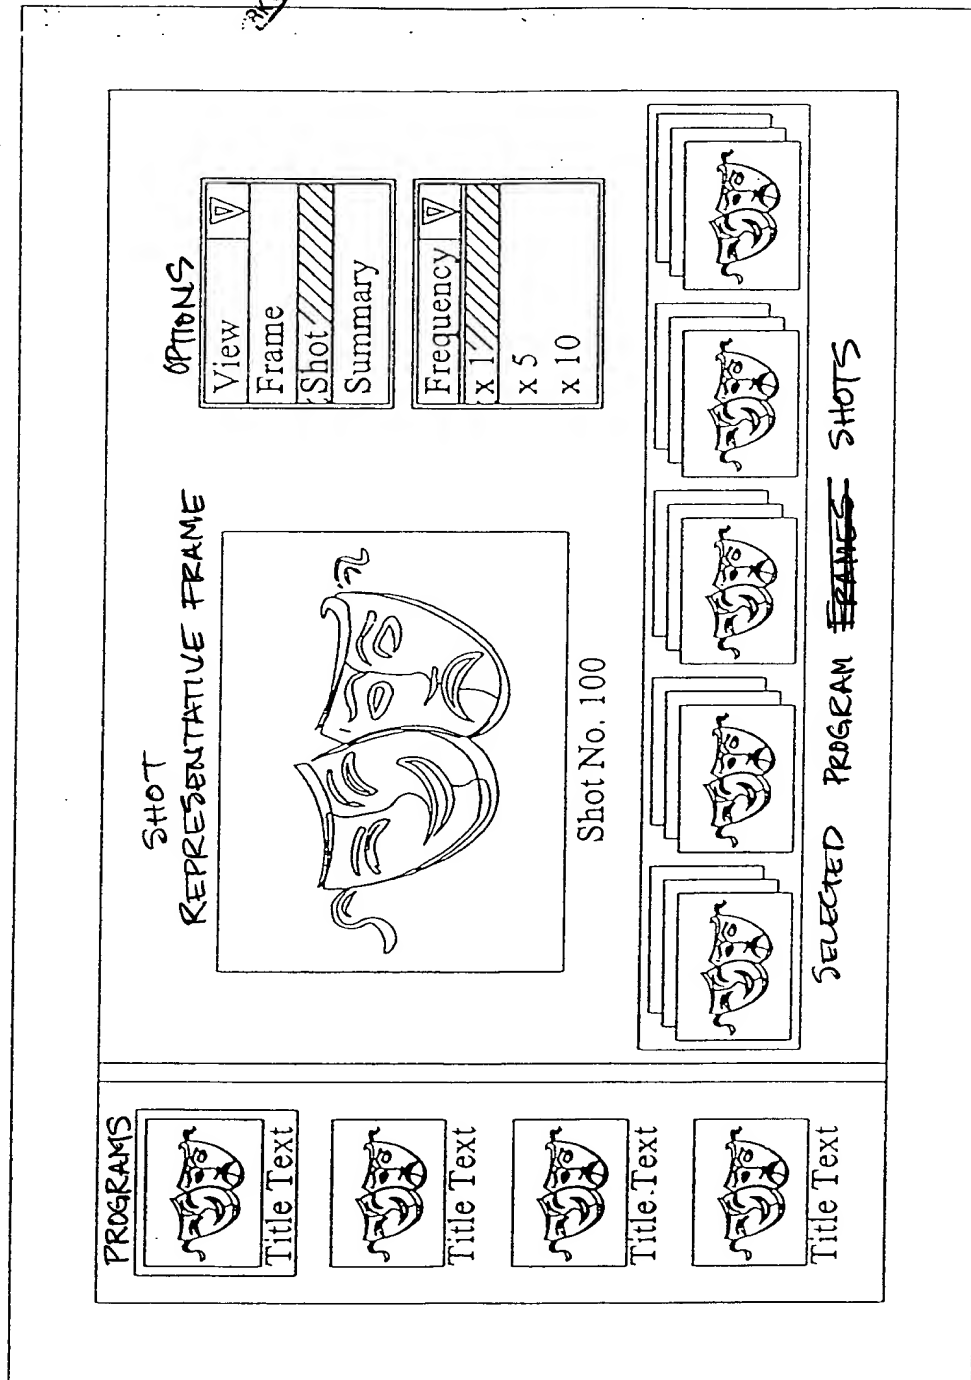 PROGRAMS
Title Text
Title Text
Title Text
Title Text
SHOT
REPRESENTATIVE FRAME
Shot No. 100
OPTIONS
View
Frame
Shot
Summary
Frequency
x 1
x 5
x 10
SELECTED PROGRAM FRAMES SHOTS